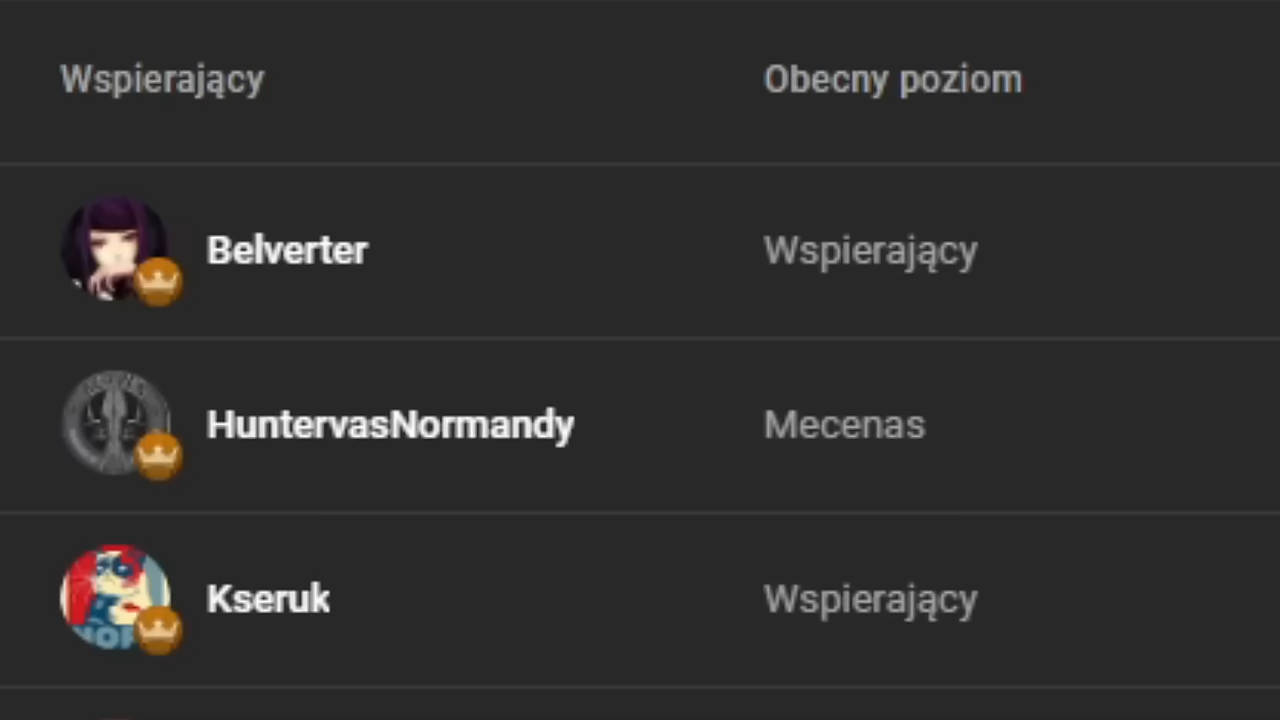 Wspierający Obecny poziom
Belverter Wspierający
HuntervasNormandy Mecenas
Kseruk Wspierający